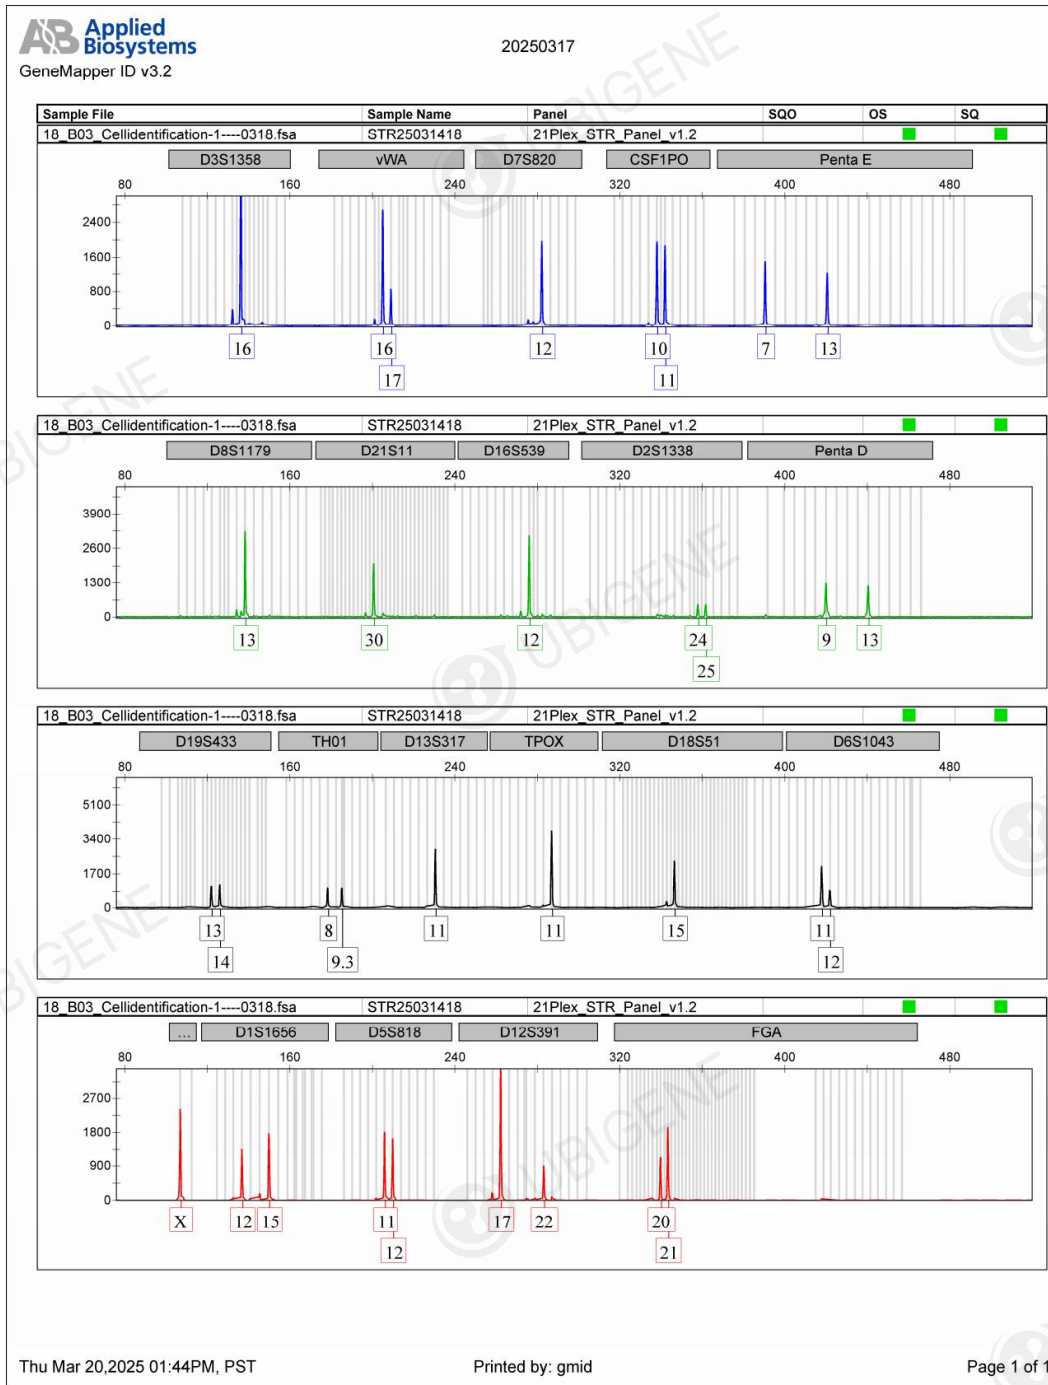 AB Applied
Biosystems
GeneMapper ID v3.2
20250317
Sample File Sample Name Panel SQO OS SQ
18_B03_Cellidentification-1----0318.fsa STR25031418 21Plex_STR_Panel_v1.2
D3S1358 vWA D7S820 CSF1PO Penta E
80 160 240 320 400 480
2400
1600
800
0
16 16 12 10 7 13
17 11
18_B03_Cellidentification-1----0318.fsa STR25031418 21Plex_STR_Panel_v1.2
D8S1179 D21S11 D16S539 D2S1338 Penta D
80 160 240 320 400 480
3900
2600
1300
0
13 30 12 24 9 13
25
18_B03_Cellidentification-1----0318.fsa STR25031418 21Plex_STR_Panel_v1.2
D19S433 TH01 D13S317 TPOX D18S51 D6S1043
80 160 240 320 400 480
5100
3400
1700
0
13 8 11 11 15 11
14 9.3 12
18_B03_Cellidentification-1----0318.fsa STR25031418 21Plex_STR_Panel_v1.2
... D1S1656 D5S818 D12S391 FGA
80 160 240 320 400 480
2700
1800
900
0
X 12 15 11 17 22 20
12 21
Thu Mar 20,2025 01:44PM, PST Printed by: gmid Page 1 of 1
UBIGENE
UBIGENE
UBIGENE
UBIGENE
UBIGENE